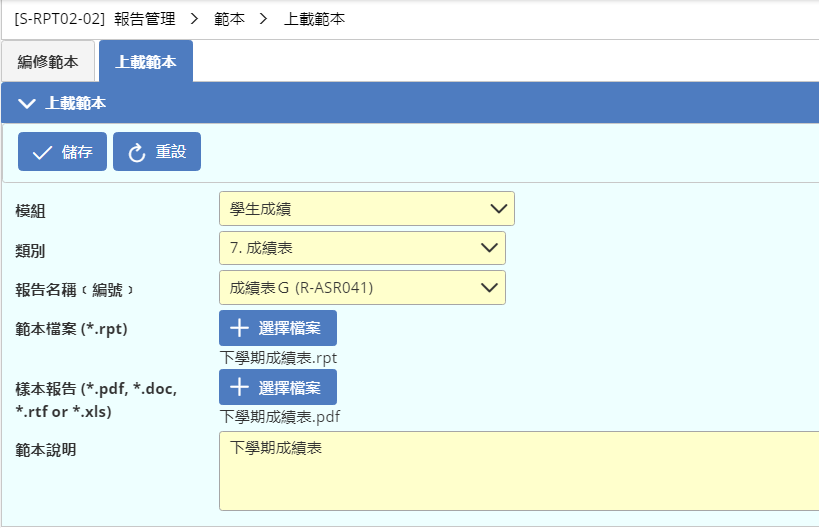 [S-RPT02-02] 報告管理 > 範本 > 上載範本
編修範本 上載範本
上載範本
儲存 重設
模組 學生成績
類別 7. 成績表
報告名稱﹙編號﹚ 成績表G (R-ASR041)
範本檔案 (*.rpt) 選擇檔案
下學期成績表.rpt
樣本報告 (*.pdf, *.doc, 選擇檔案
*.rtf or *.xls) 下學期成績表.pdf
範本說明 下學期成績表